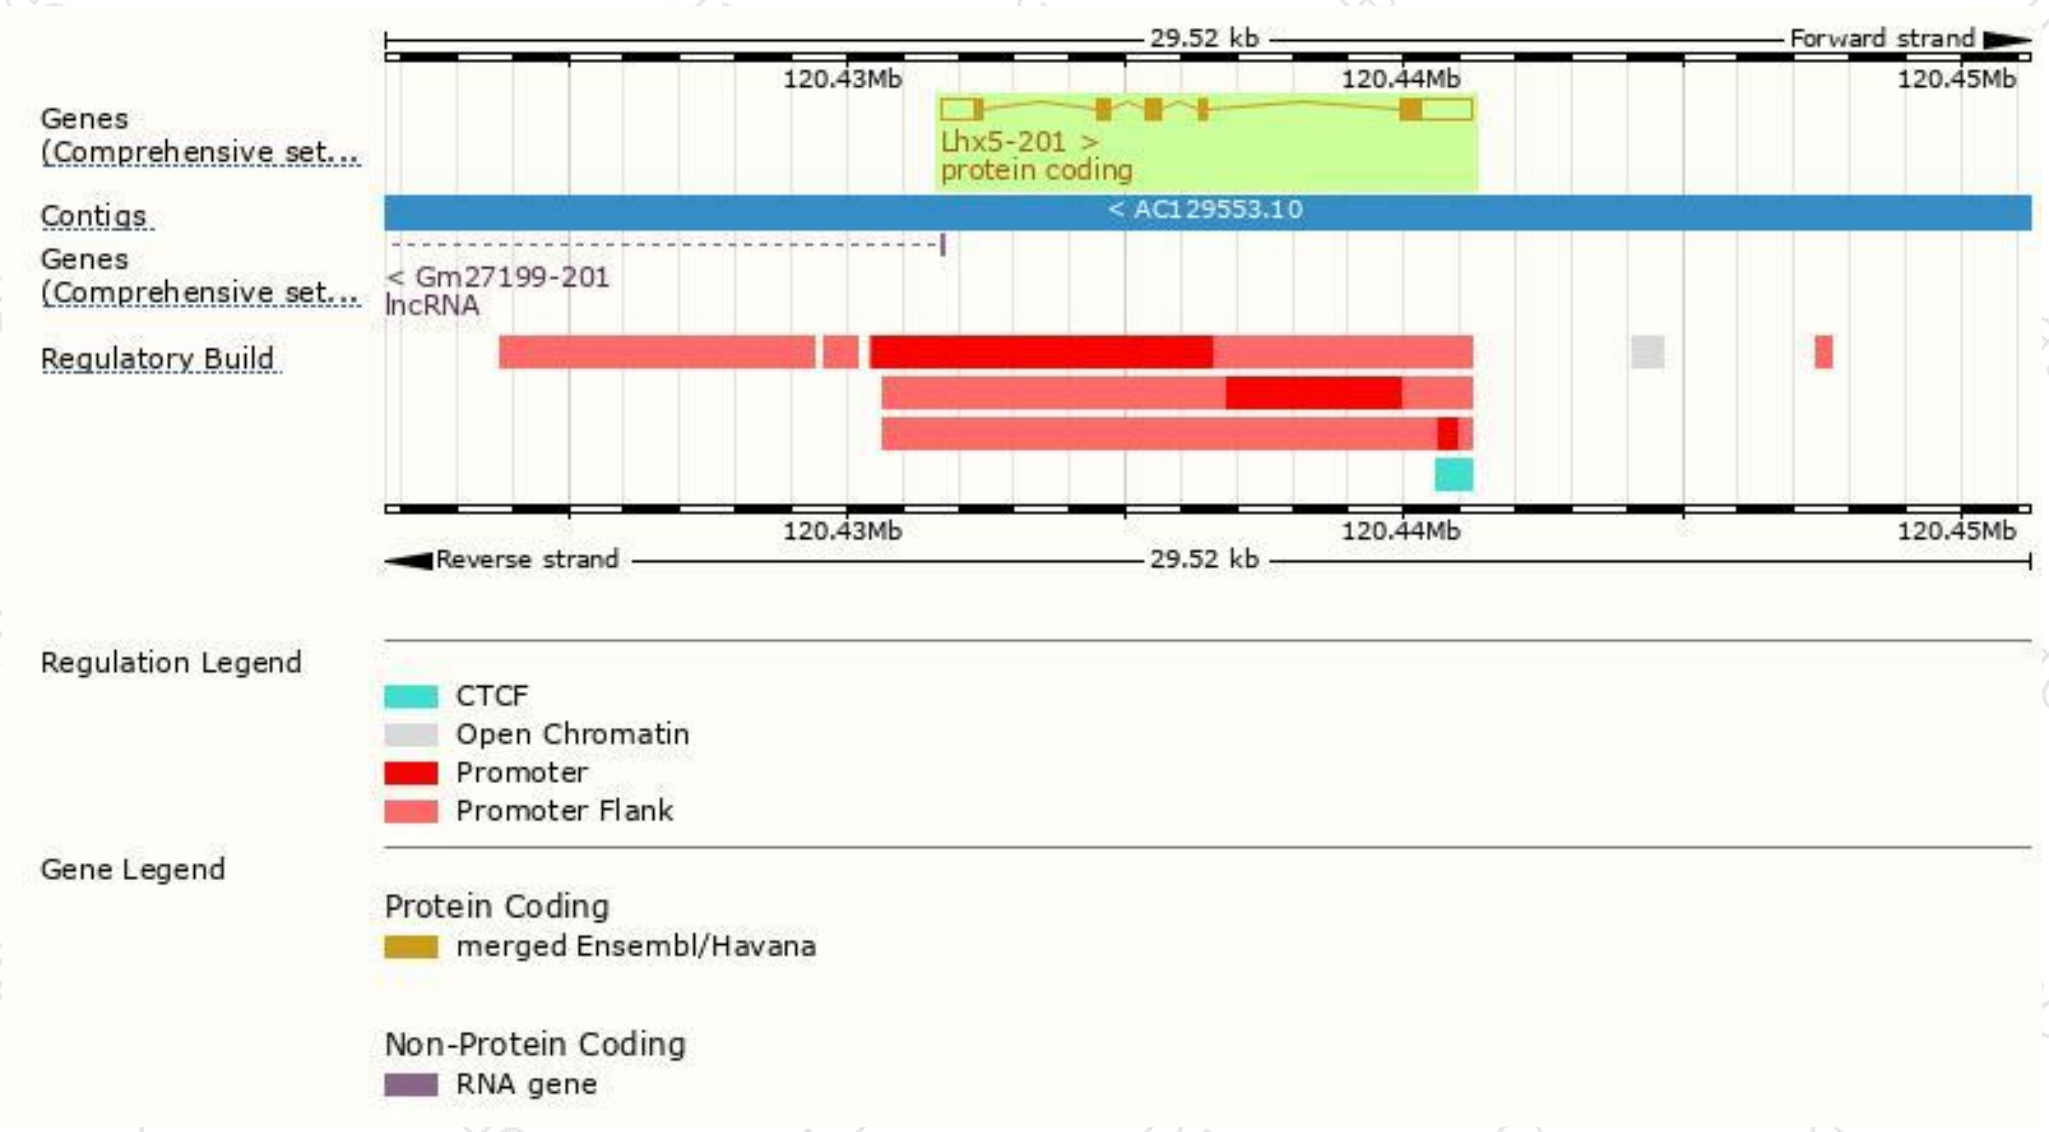 29.52 kb
Forward strand
120.43Mb 120.44Mb 120.45Mb
Genes
(Comprehensive set...
Lhx5-201 >
protein coding
Contigs
< AC129553.10
Genes
(Comprehensive set...
< Gm27199-201
lncRNA
Regulatory Build
120.43Mb 120.44Mb 120.45Mb
Reverse strand
29.52 kb
Regulation Legend
CTCF
Open Chromatin
Promoter
Promoter Flank
Gene Legend
Protein Coding
merged Ensembl/Havana
Non-Protein Coding
RNA gene